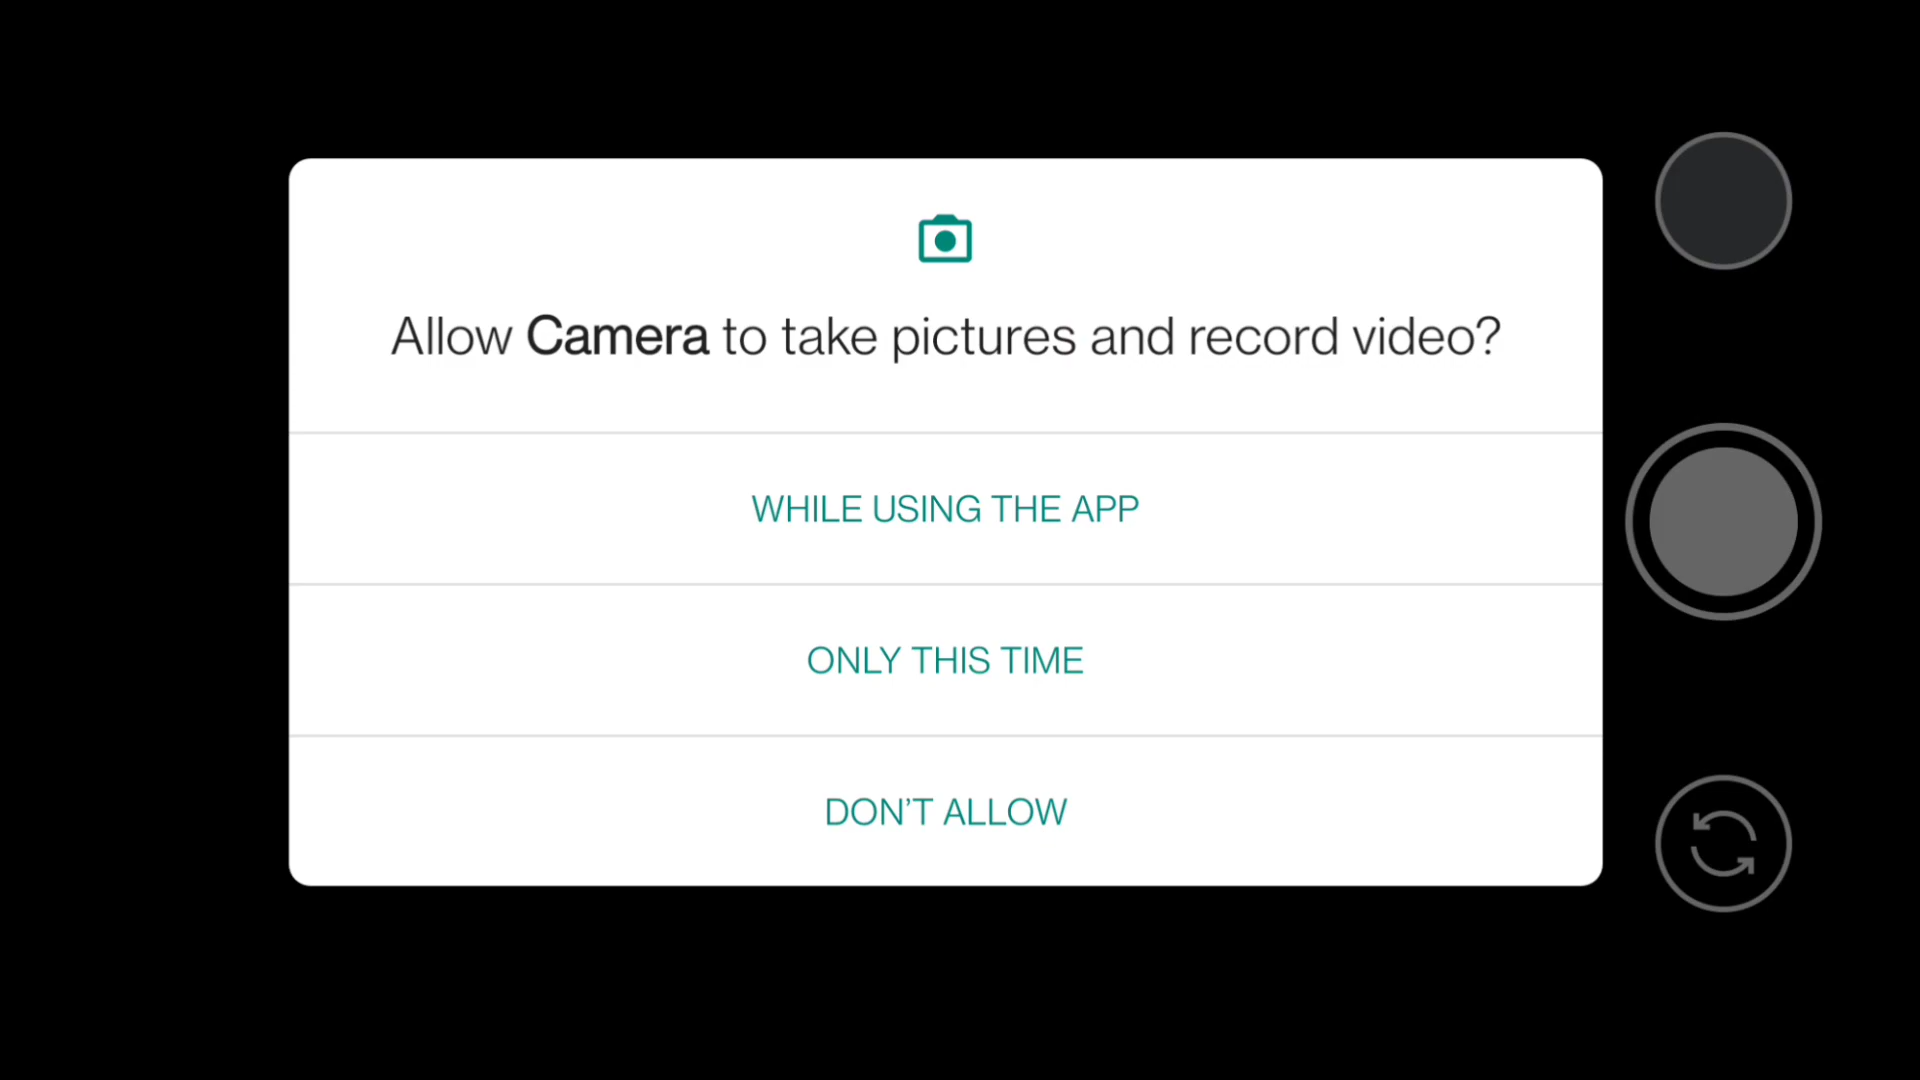 Allow Camera to take pictures and record video?
WHILE USING THE APP
ONLY THIS TIME
DON’T ALLOW